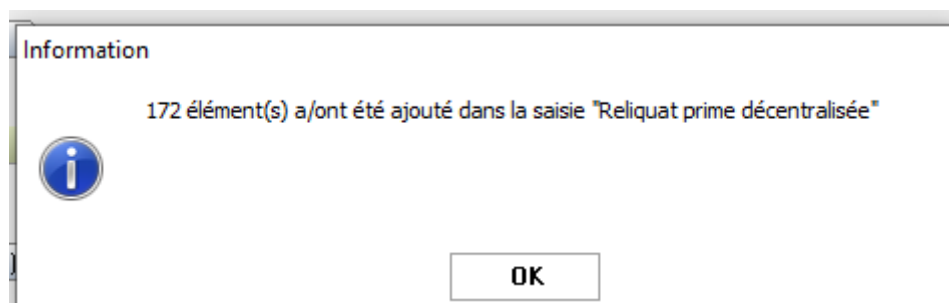 Information
172 élément(s) a/ont été ajouté dans la saisie "Reliquat prime décentralisée"
OK